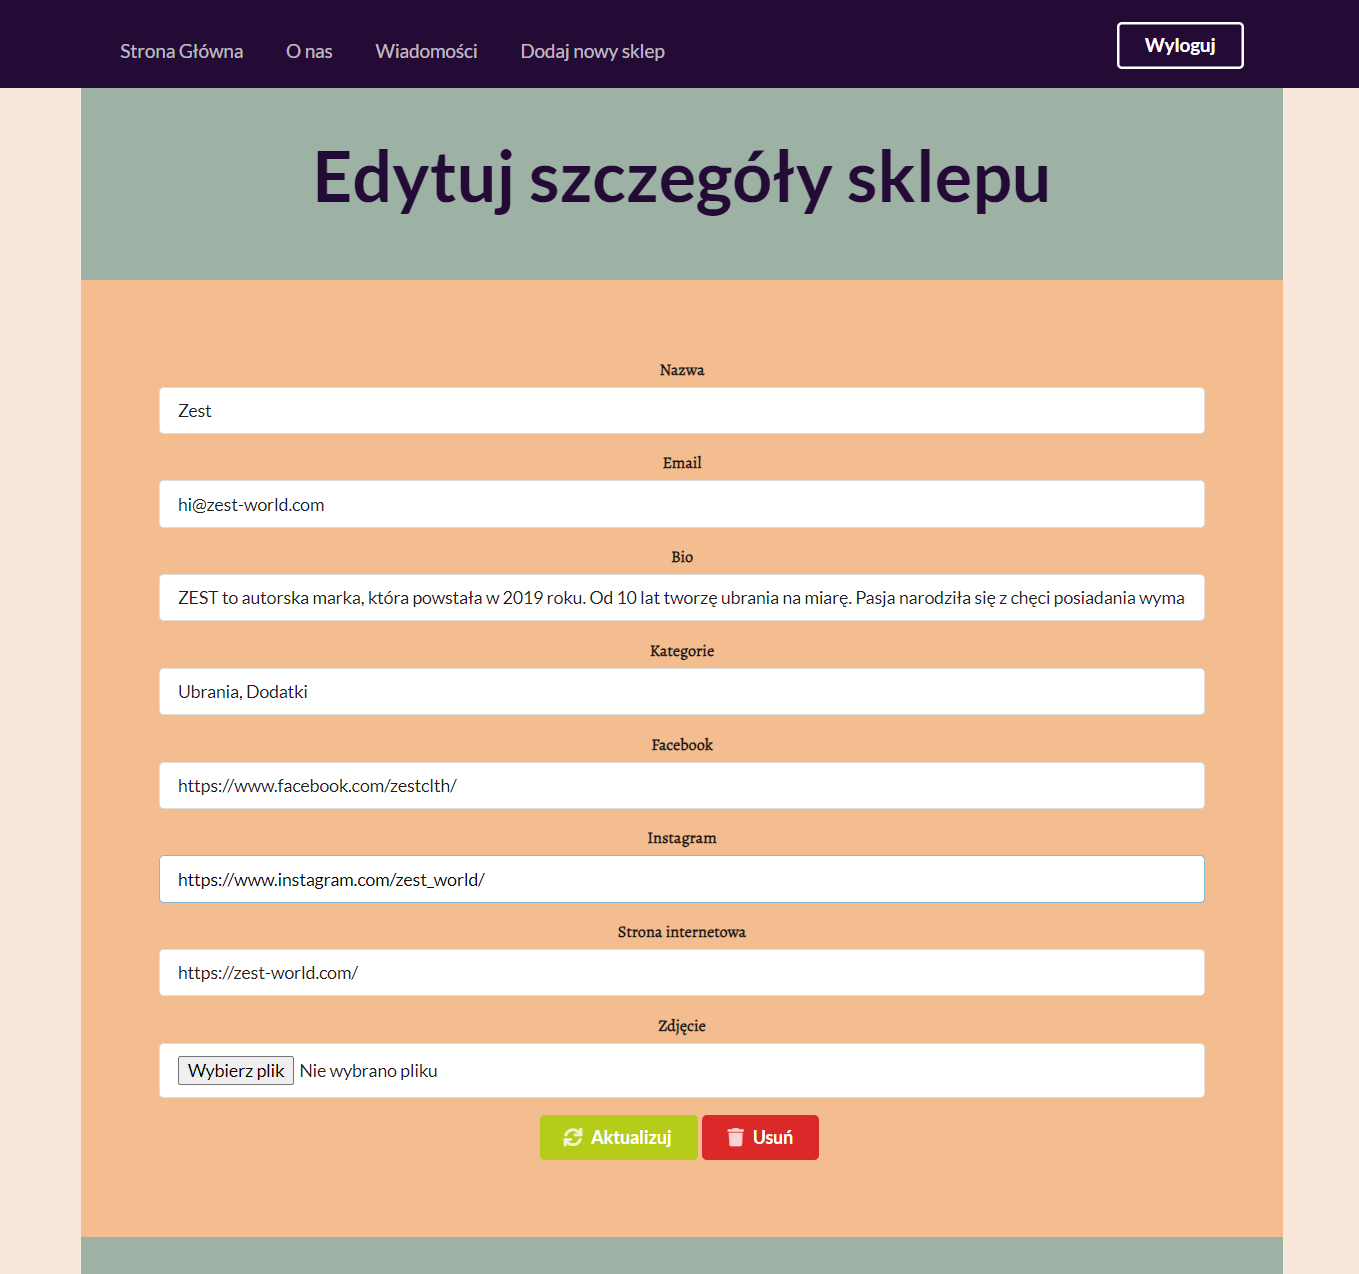 Strona Główna O nas Wiadomości Dodaj nowy sklep Wyloguj
Edytuj szczegóły sklepu
Nazwa
Zest
Email
hi@zest-world.com
Bio
ZEST to autorska marka, która powstała w 2019 roku. Od 10 lat tworzę ubrania na miarę. Pasja narodziła się z chęci posiadania wyma
Kategorie
Ubrania, Dodatki
Facebook
https://www.facebook.com/zestclth/
Instagram
https://www.instagram.com/zest_world/
Strona internetowa
https://zest-world.com/
Zdjęcie
Wybierz plik Nie wybrano pliku
Aktualizuj Usuń